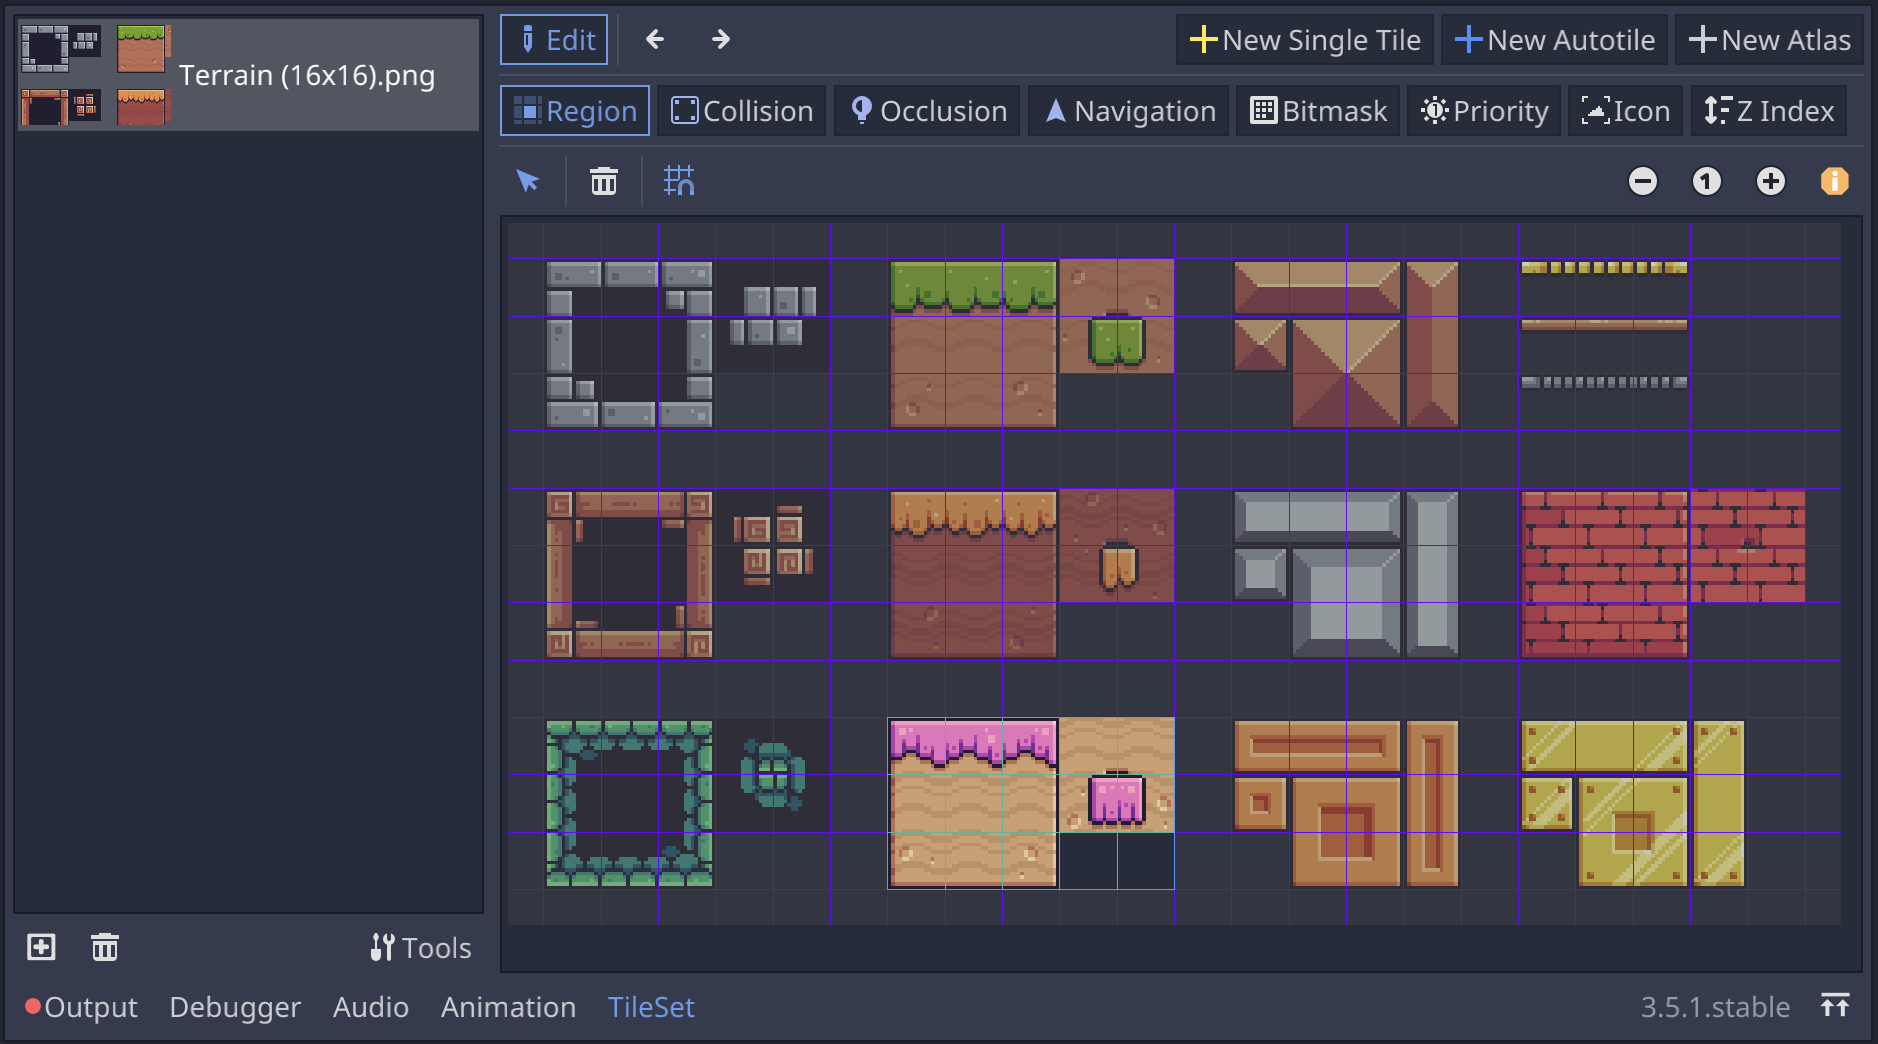 Terrain (16x16).png
Edit
New Single Tile
New Autotile
New Atlas
Region
Collision
Occlusion
Navigation
Bitmask
Priority
Icon
Z Index
1
Tools
Output
Debugger
Audio
Animation
TileSet
3.5.1.stable